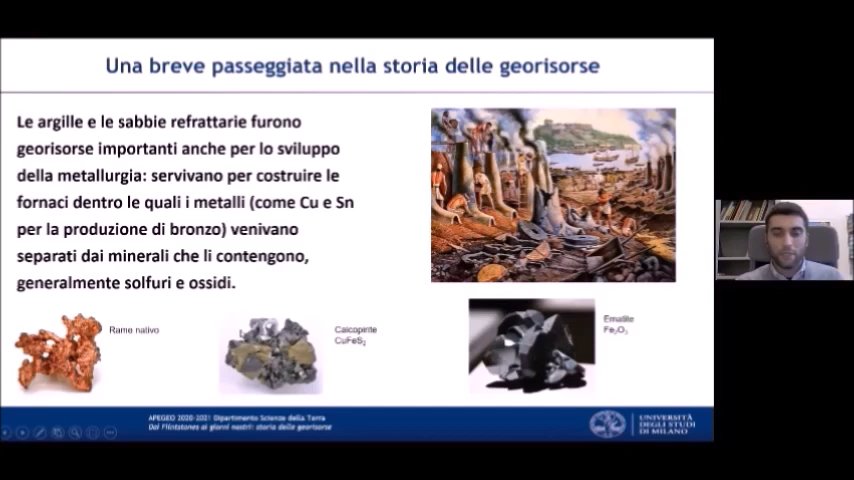 Una breve passeggiata nella storia delle georisorse
Le argille e le sabbie refrattarie furono
georisorse importanti anche per lo sviluppo
della metallurgia: servivano per costruire le
fornaci dentro le quali i metalli (come Cu e Sn
per la produzione di bronzo) venivano
separati dai minerali che li contengono,
generalmente solfuri e ossidi.
Rame nativo
Calcopirite
CuFeS₂
Ematite
Fe₂O₃
APEGEO 2020-2021 Dipartimento Scienze della Terra
Dai Flintstones ai giorni nostri: storia delle georisorse
UNIVERSITÀ
DEGLI STUDI
DI MILANO